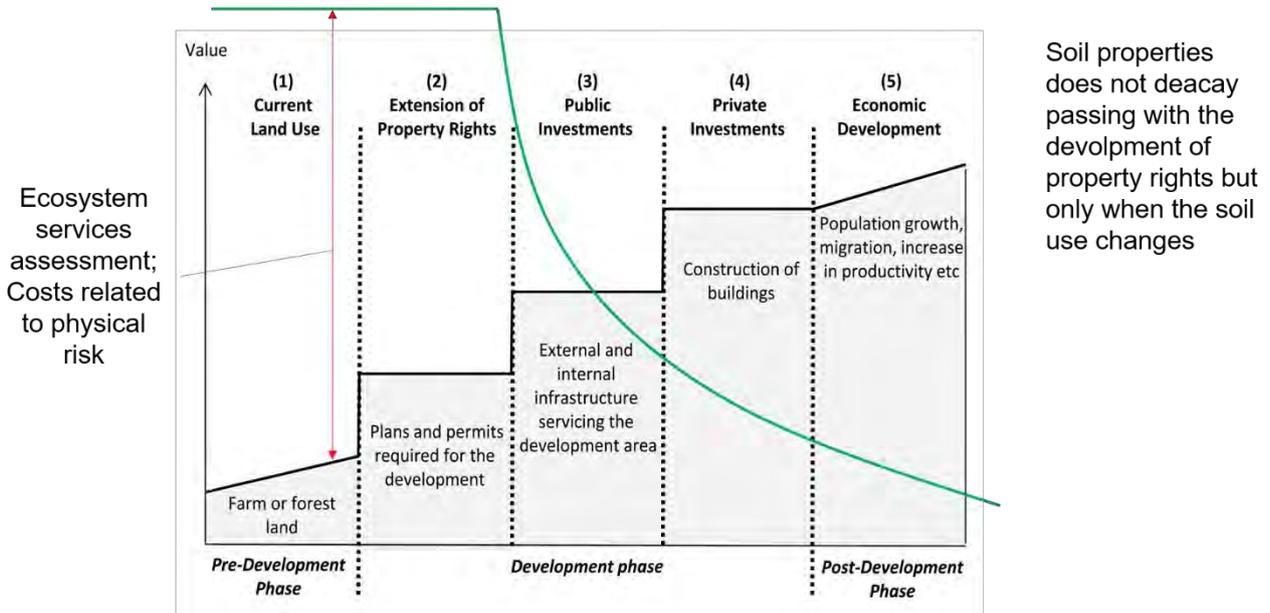 Value
(1)
Current
Land Use
(2)
Extension of
Property Rights
(3)
Public
Investments
(4)
Private
Investments
(5)
Economic
Development
Ecosystem
services
assessment;
Costs related
to physical
risk
Farm or forest
land
Plans and permits
required for the
development
External and
internal
infrastructure
servicing the
development area
Construction of
buildings
Population growth,
migration, increase
in productivity etc
Pre-Development
Phase
Development phase
Post-Development
Phase
Soil properties
does not deacay
passing with the
devolpment of
property rights but
only when the soil
use changes